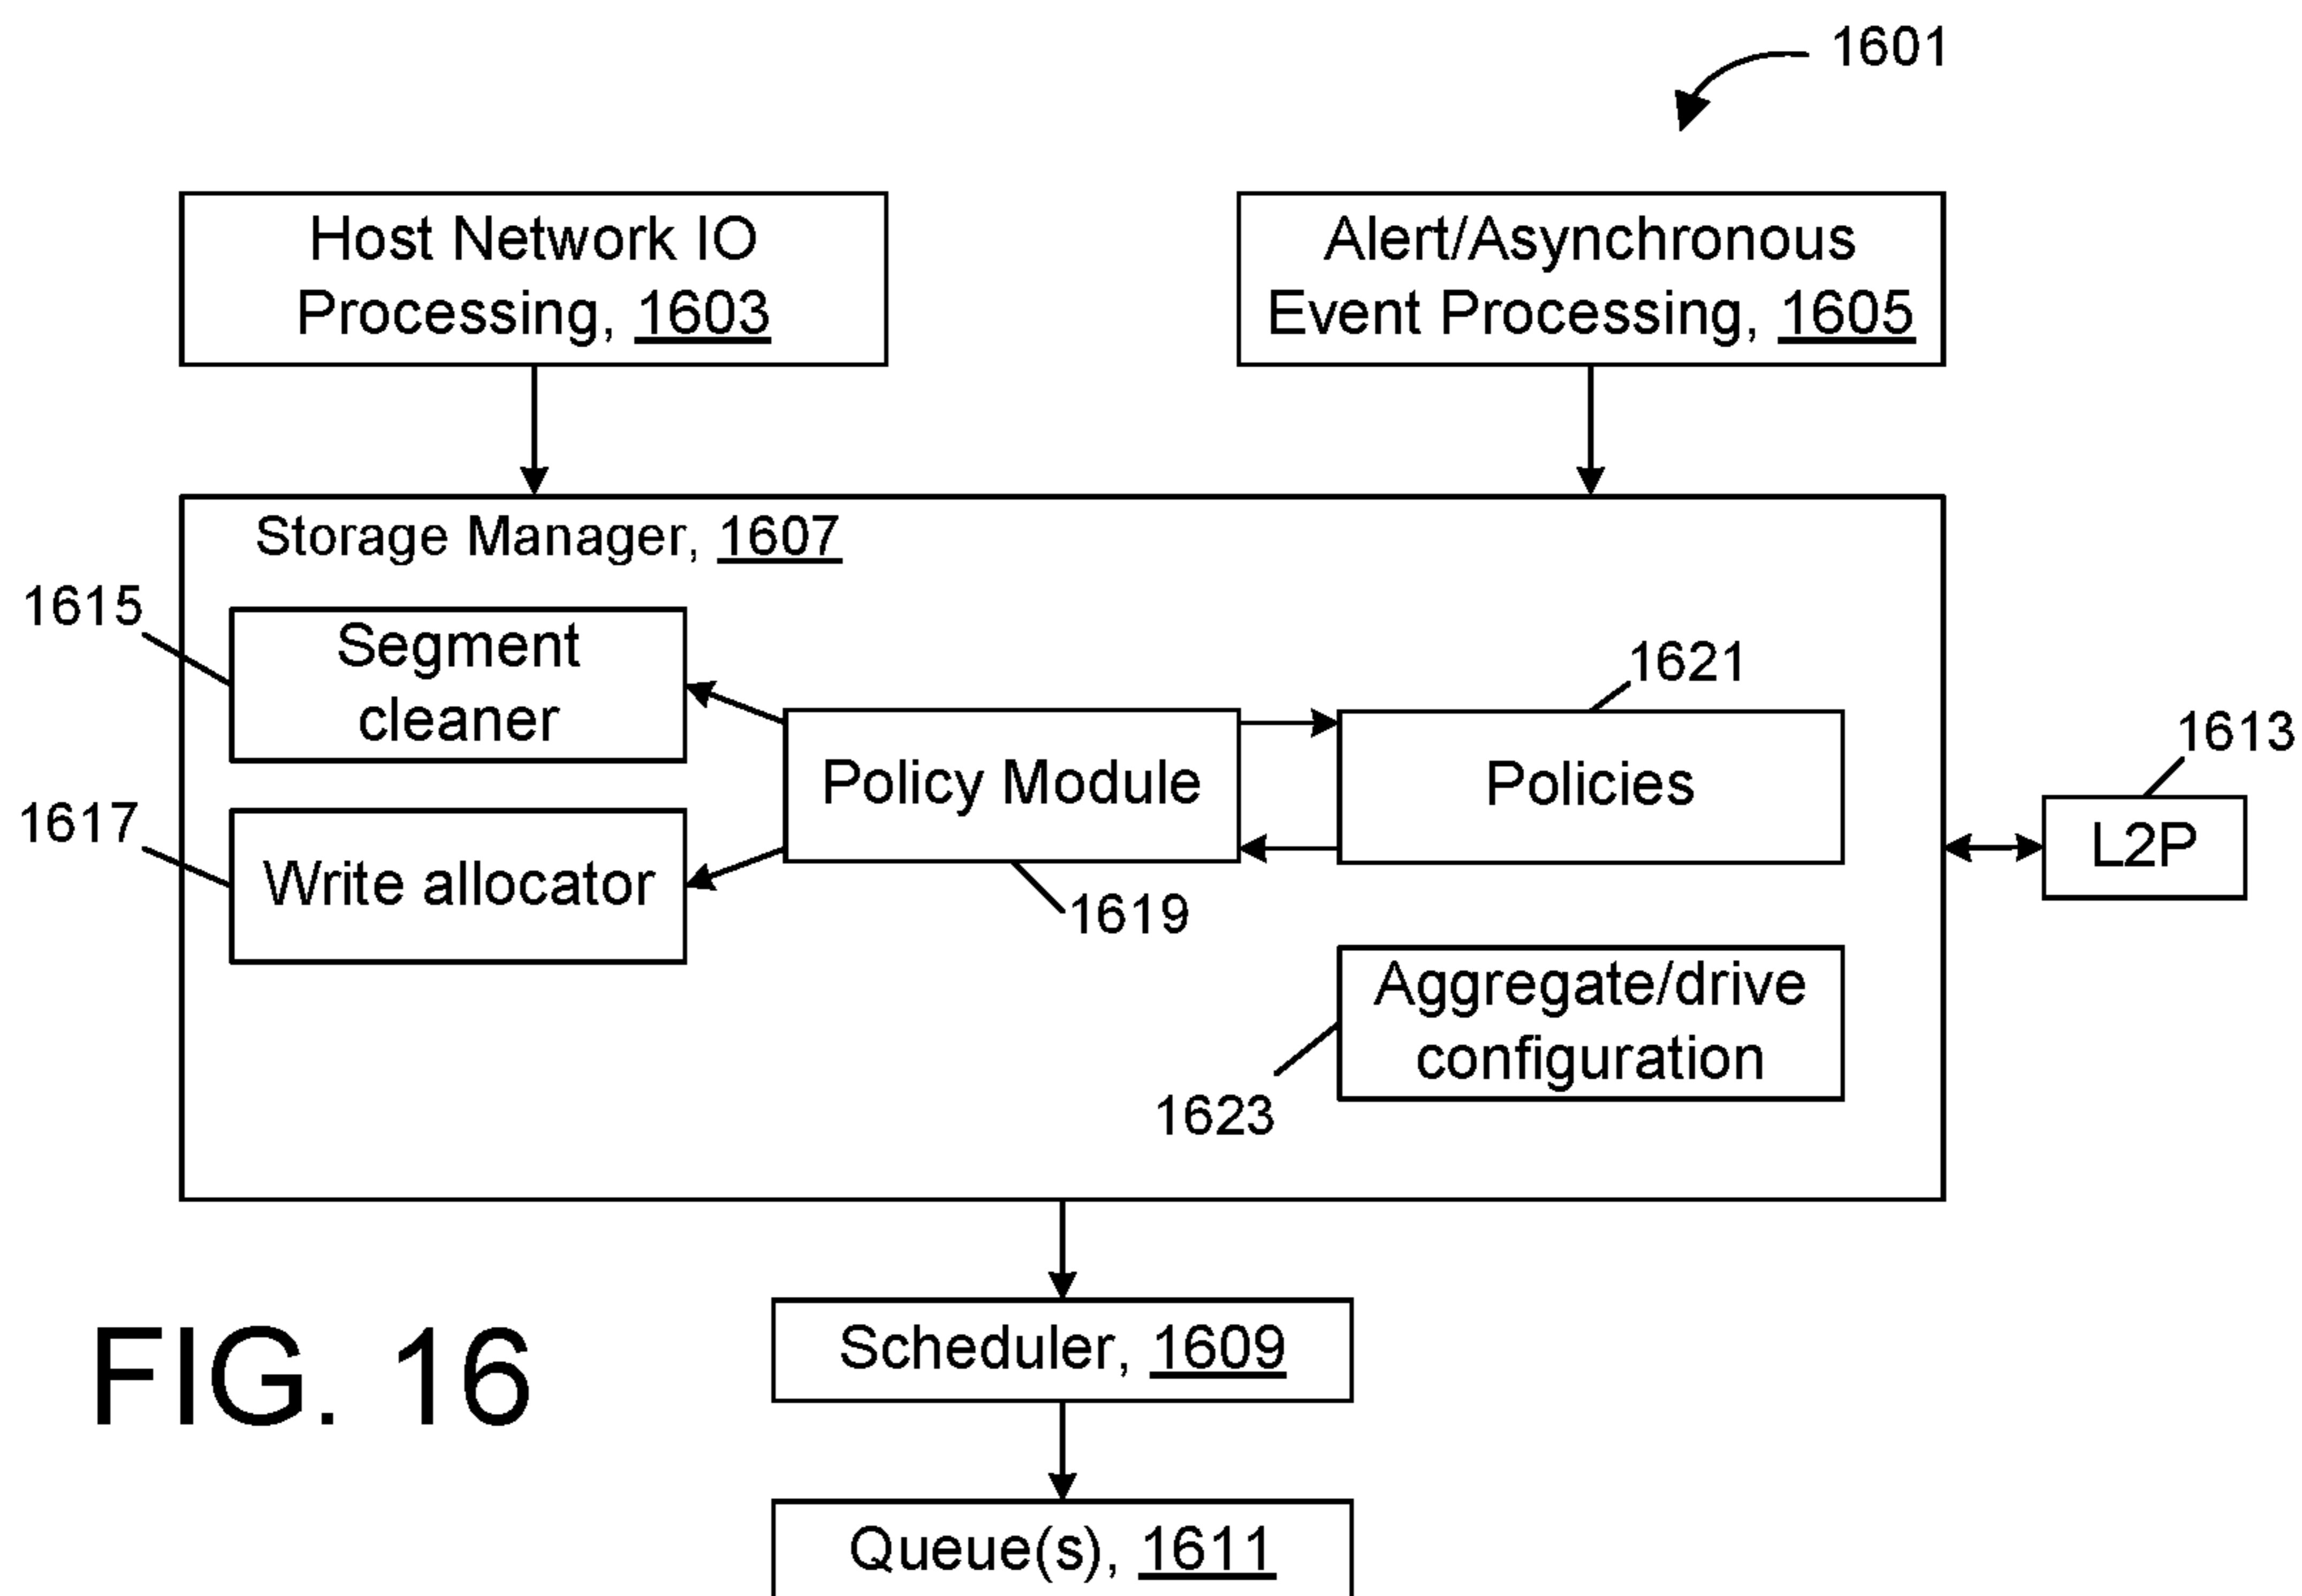 1601
Host Network IO
Processing, 1603
Alert/Asynchronous
Event Processing, 1605
Storage Manager, 1607
1615
Segment
cleaner
1617
Write allocator
Policy Module
1619
1621
Policies
1613
L2P
Aggregate/drive
configuration
1623
Scheduler, 1609
Queue(s), 1611
FIG. 16